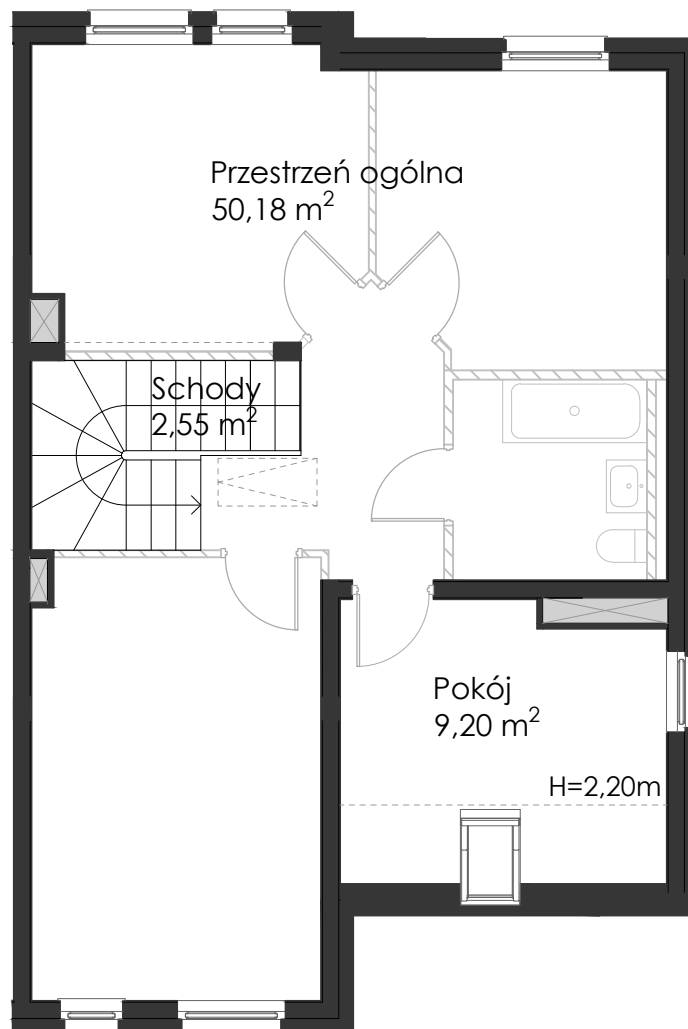 Przestrzeń ogólna
50,18 m²
Schody
2,55 m²
Pokój
9,20 m²
H=2,20m